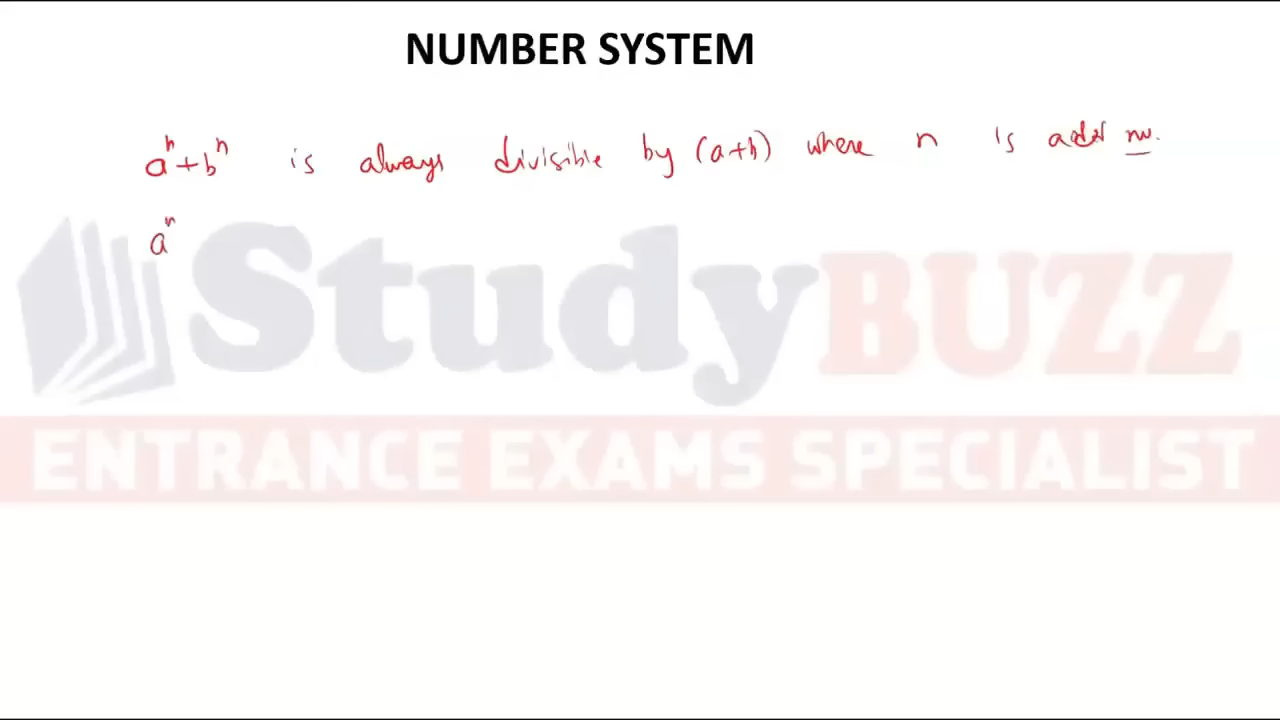 NUMBER SYSTEM
aⁿ + bⁿ is always divisible by (a+b) where n is odd no.
aⁿ
StudyBUZZ
ENTRANCE EXAMS SPECIALIST